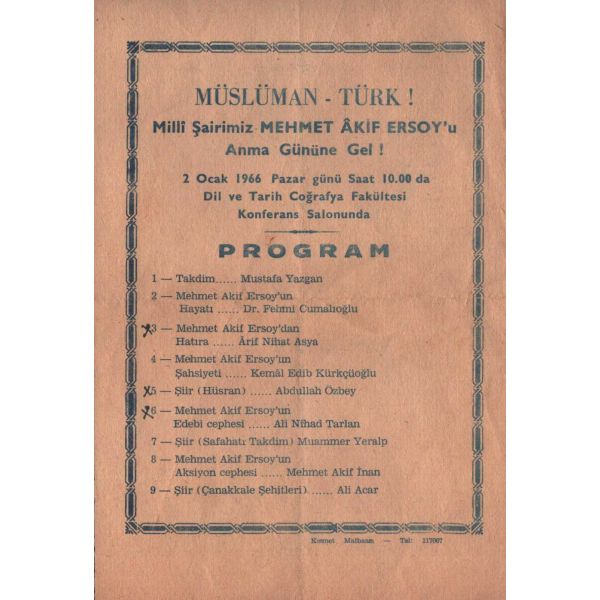 MÜSLÜMAN - TÜRK !
Millî Şairimiz MEHMET ÂKİF ERSOY'u
Anma Gününe Gel !
2 Ocak 1966 Pazar günü Saat 10.00 da
Dil ve Tarih Coğrafya Fakültesi
Konferans Salonunda
PROGRAM
1 — Takdim...... Mustafa Yazgan
2 — Mehmet Akif Ersoy'un
Hayatı ...... Dr. Fehmi Cumalıoğlu
3 — Mehmet Akif Ersoy'dan
Hatıra ...... Ârif Nihat Asya
4 — Mehmet Akif Ersoy'un
Şahsiyeti ...... Kemâl Edib Kürkçüoğlu
5 — Şiir (Hüsran) ...... Abdullah Özbey
6 — Mehmet Akif Ersoy'un
Edebî cephesi ...... Ali Nihad Tarlan
7 — Şiir (Safahatı Takdim) Muammer Yeralp
8 — Mehmet Akif Ersoy'un
Aksiyon cephesi ...... Mehmet Akif İnan
9 — Şiir (Çanakkale Şehitleri) ...... Ali Acar
Kısmet Matbaası — Tel: 117007